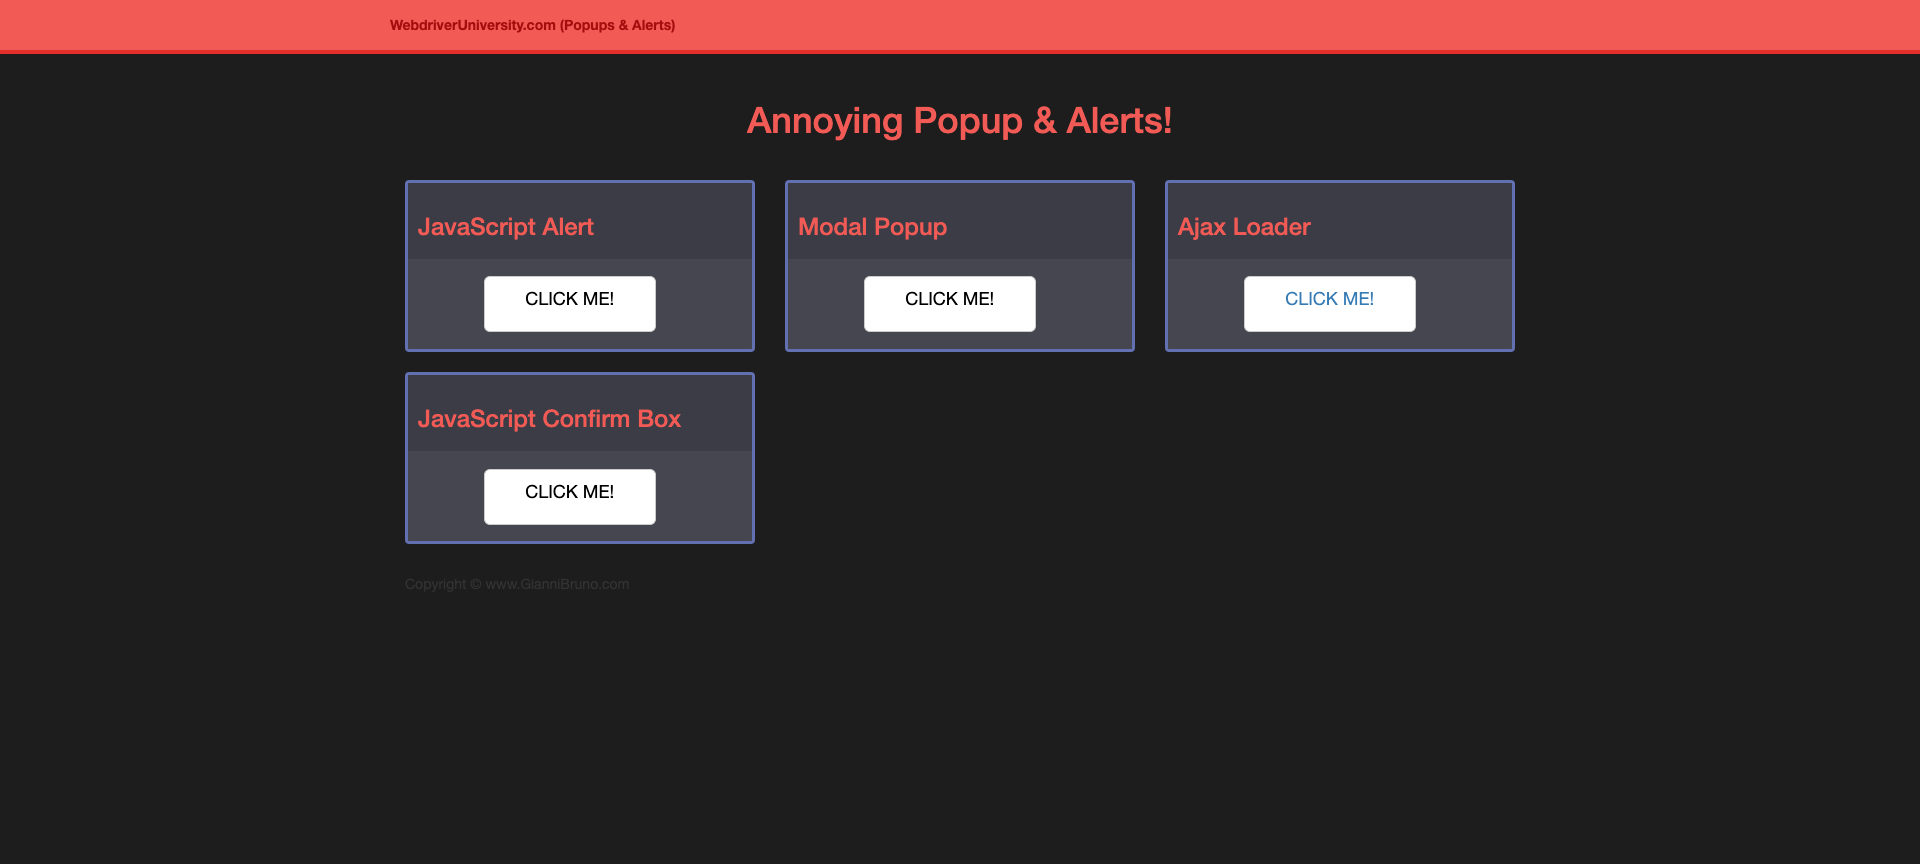 WebdriverUniversity.com (Popups & Alerts)
Annoying Popup & Alerts!
JavaScript Alert
CLICK ME!
Modal Popup
CLICK ME!
Ajax Loader
CLICK ME!
JavaScript Confirm Box
CLICK ME!
Copyright © www.GianniBruno.com